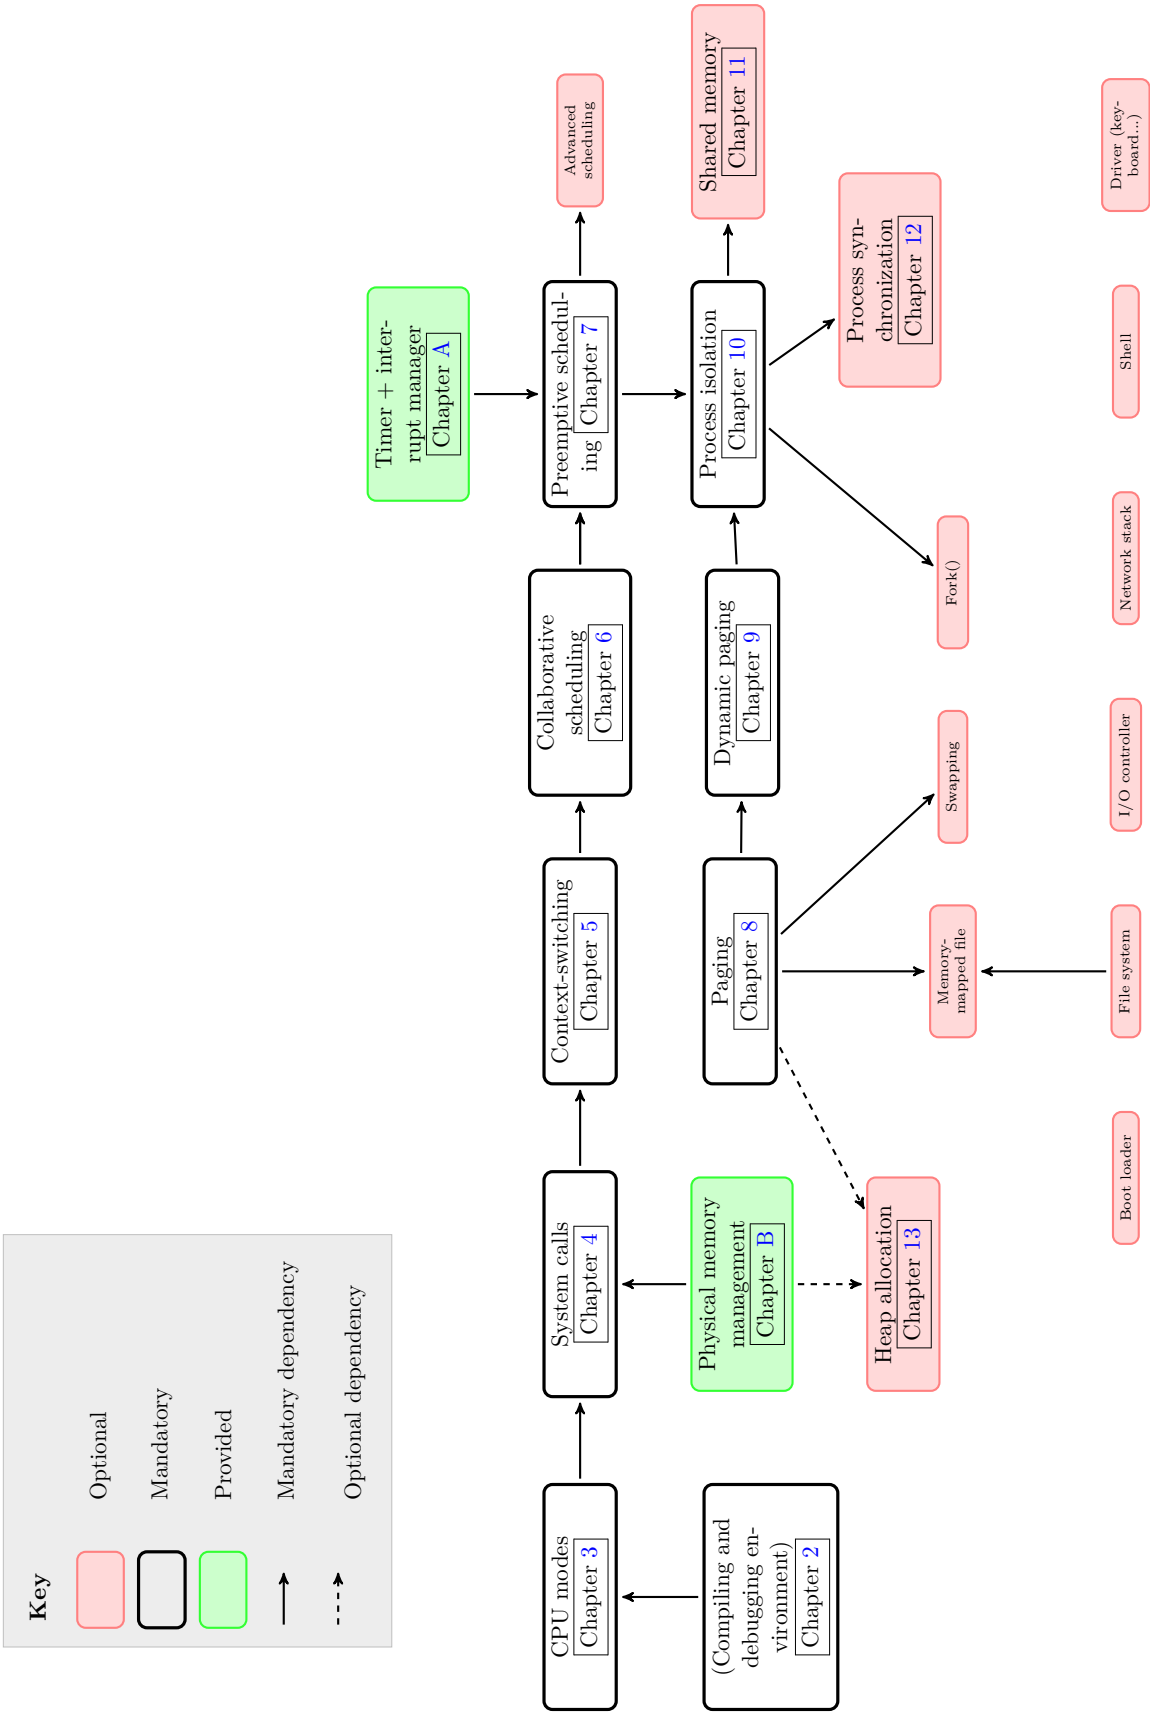 Key
Optional
Mandatory
Provided
Mandatory dependency
Optional dependency
Timer + inter-
rupt manager
Chapter A
CPU modes
Chapter 3
System calls
Chapter 4
Context-switching
Chapter 5
Collaborative
scheduling
Chapter 6
Preemptive schedul-
ing Chapter 7
Advanced
scheduling
(Compiling and
debugging en-
vironment)
Chapter 2
Physical memory
management
Chapter B
Paging
Chapter 8
Dynamic paging
Chapter 9
Process isolation
Chapter 10
Shared memory
Chapter 11
Heap allocation
Chapter 13
Memory-
mapped file
Swapping
Fork()
Process syn-
chronization
Chapter 12
Boot loader
File system
I/O controller
Network stack
Shell
Driver (key-
board...)